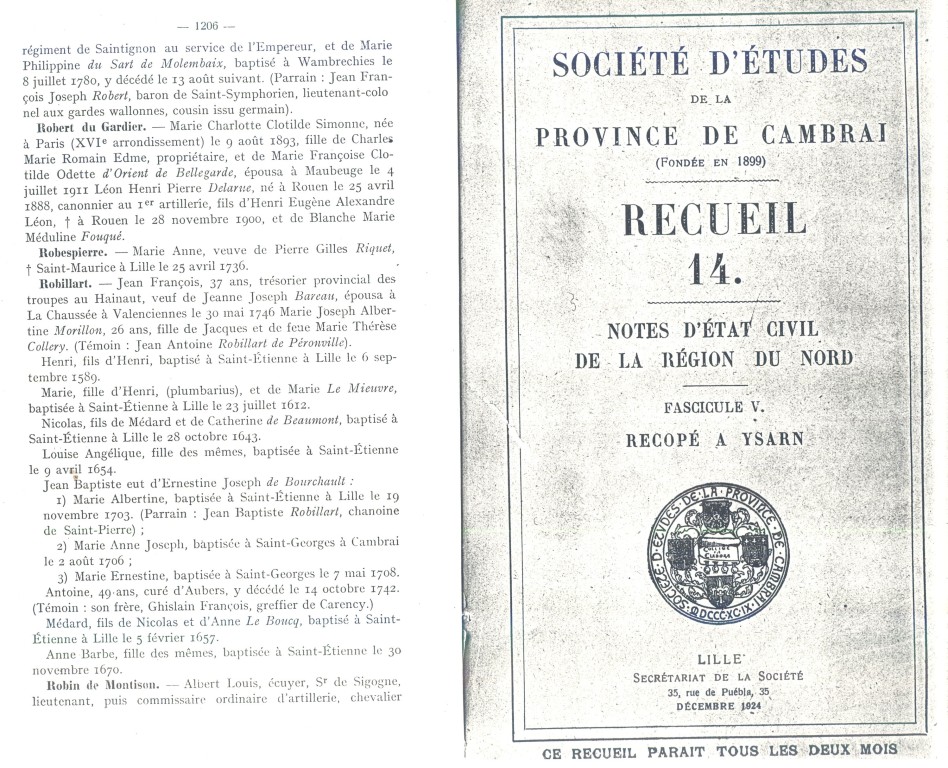 — 1206 —
régiment de Saintignon au service de l'Empereur, et de Marie
Philippine du Sart de Molembaix, baptisé à Wambrechies le
8 juillet 1780, y décédé le 13 août suivant. (Parrain : Jean Fran-
çois Joseph Robert, baron de Saint-Symphorien, lieutenant-colo
nel aux gardes wallonnes, cousin issu germain).
Robert du Gardier. — Marie Charlotte Clotilde Simonne, née
à Paris (XVIe arrondissement) le 9 août 1893, fille de Charles
Marie Romain Edme, propriétaire, et de Marie Françoise Clo-
tilde Odette d'Orient de Bellegarde, épousa à Maubeuge le 4
juillet 1911 Léon Henri Pierre Delarue, né à Rouen le 25 avril
1888, canonnier au 1er artillerie, fils d'Henri Eugène Alexandre
Léon, † à Rouen le 28 novembre 1900, et de Blanche Marie
Méduline Fouqué.
Robespierre. — Marie Anne, veuve de Pierre Gilles Riquet,
† Saint-Maurice à Lille le 25 avril 1736.
Robillart. — Jean François, 37 ans, trésorier provincial des
troupes au Hainaut, veuf de Jeanne Joseph Bareau, épousa à
La Chaussée à Valenciennes le 30 mai 1746 Marie Joseph Alber-
tine Morillon, 26 ans, fille de Jacques et de feue Marie Thérèse
Collery. (Témoin : Jean Antoine Robillart de Péronville).
Henri, fils d'Henri, baptisé à Saint-Étienne à Lille le 6 sep-
tembre 1589.
Marie, fille d'Henri, (plumbarius), et de Marie Le Mieuvre,
baptisée à Saint-Étienne à Lille le 23 juillet 1612.
Nicolas, fils de Médard et de Catherine de Beaumont, baptisé à
Saint-Étienne à Lille le 28 octobre 1643.
Louise Angélique, fille des mêmes, baptisée à Saint-Étienne
le 9 avril 1654.
Jean Baptiste eut d'Ernestine Joseph de Bourchault :
1) Marie Albertine, baptisée à Saint-Étienne à Lille le 19
novembre 1703. (Parrain : Jean Baptiste Robillart, chanoine
de Saint-Pierre) ;
2) Marie Anne Joseph, baptisée à Saint-Georges à Cambrai
le 2 août 1706 ;
3) Marie Ernestine, baptisée à Saint-Georges le 7 mai 1708.
Antoine, 49 ans, curé d'Aubers, y décédé le 14 octobre 1742.
(Témoin : son frère, Ghislain François, greffier de Carency.)
Médard, fils de Nicolas et d'Anne Le Boucq, baptisé à Saint-
Étienne à Lille le 5 février 1657.
Anne Barbe, fille des mêmes, baptisée à Saint-Étienne le 30
novembre 1670.
Robin de Montison. — Albert Louis, écuyer, Sr de Sigogne,
lieutenant, puis commissaire ordinaire d'artillerie, chevalier
SOCIÉTÉ D'ÉTUDES
DE LA
PROVINCE DE CAMBRAI
(FONDÉE EN 1899)
RECUEIL
14.
NOTES D'ÉTAT CIVIL
DE LA RÉGION DU NORD
FASCICULE V.
RECOPÉ A YSARN
SOCIÉTÉ D'ETVDES · DE · LA · PROVINCE · DE · CAMBRAI · MDCCC·XC·IX
LILLE
SECRÉTARIAT DE LA SOCIÉTÉ
35, rue de Puébla, 35
DÉCEMBRE 1924
CE RECUEIL PARAIT TOUS LES DEUX MOIS